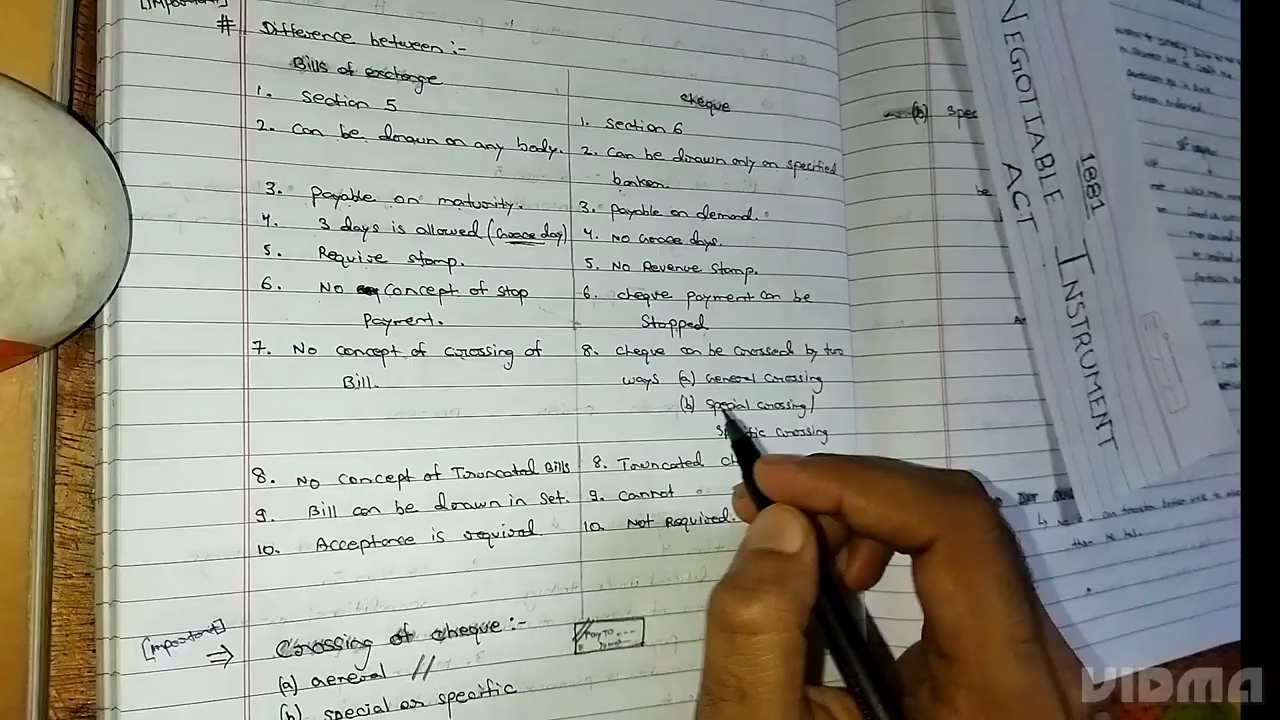 [Important]
# Difference between :-
Bills of exchange
1. Section 5
2. Can be drawn on any body.
3. Payable on maturity.
4. 3 days is allowed (Grace day)
5. Require stamp.
6. No concept of stop
Payment.
7. No concept of crossing of
Bill.
8. No concept of Truncated Bills
9. Bill can be drawn in set.
10. Acceptance is required
cheque
1. Section 6
2. Can be drawn only on specified
banker.
3. Payable on demand.
4. No Grace days.
5. No Revenue Stamp.
6. cheque payment can be
Stopped
8. cheque can be crossed by two
ways (a) General crossing
(b) special crossing/
crossing
8. Truncated
9. Cannot
10. Not Required.
[Important]
⇒ Crossing of cheque :-
(a) General //
(b) special or specific
Pay to ---
(b) Spec
be
NEGOTIABLE INSTRUMENT
ACT
1881
VIDMA